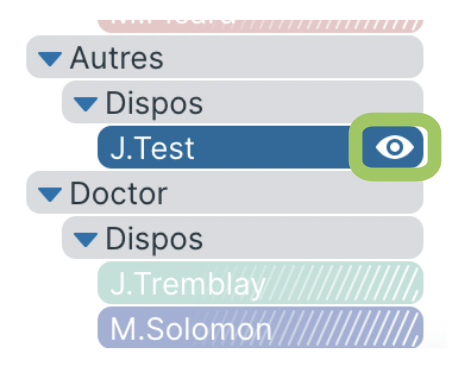 Autres
Dispos
J.Test
Doctor
Dispos
J.Tremblay
M.Solomon